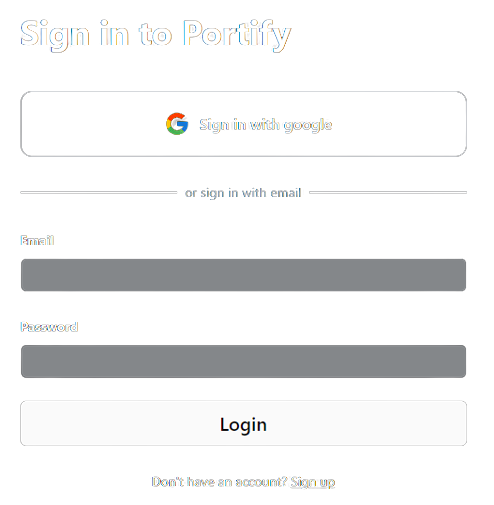 Sign in to Portify
Sign in with google
or sign in with email
Email
Password
Login
Don't have an account? Sign up